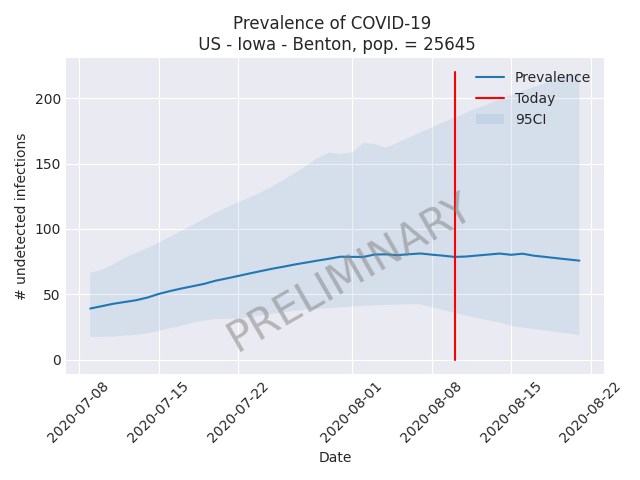 Prevalence of COVID-19
US - Iowa - Benton, pop. = 25645
Prevalence
Today
95CI
200
150
100
50
0
# undetected infections
PRELIMINARY
2020-07-08
2020-07-15
2020-07-22
2020-08-01
2020-08-08
2020-08-15
2020-08-22
Date